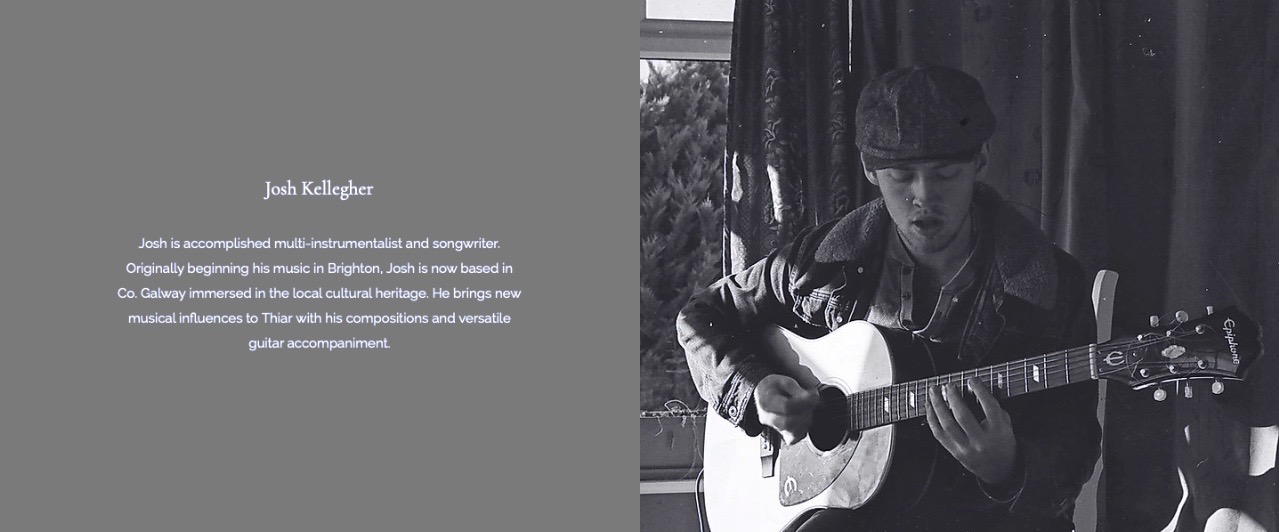 Josh Kellegher
Josh is accomplished multi-instrumentalist and songwriter.
Originally beginning his music in Brighton, Josh is now based in
Co. Galway immersed in the local cultural heritage. He brings new
musical influences to Thiar with his compositions and versatile
guitar accompaniment.
Epiphone